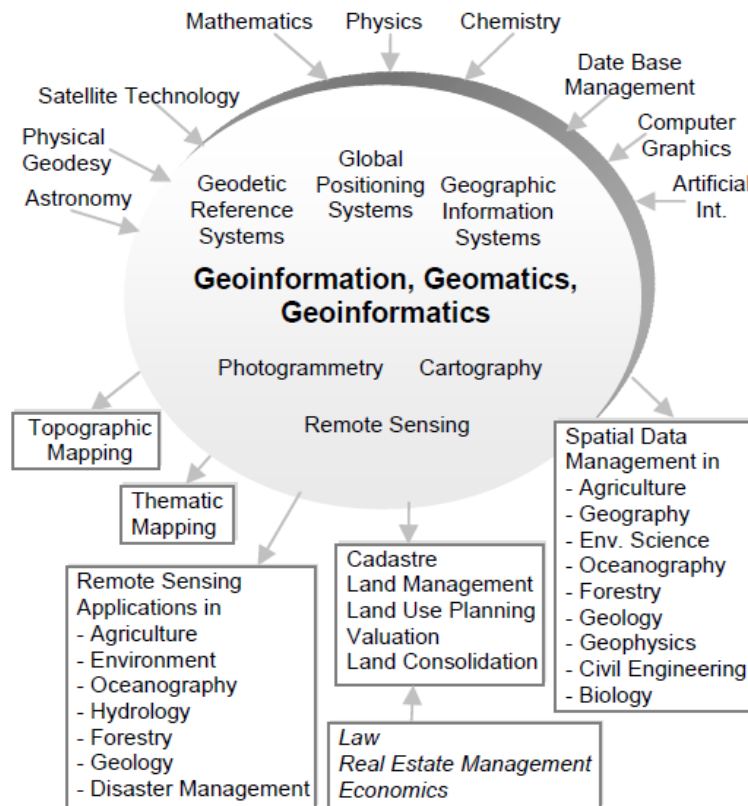 Mathematics
Physics
Chemistry
Satellite Technology
Date Base
Management
Physical
Geodesy
Computer
Graphics
Astronomy
Artificial
Int.
Geodetic
Reference
Systems
Global
Positioning
Systems
Geographic
Information
Systems
Geoinformation, Geomatics,
Geoinformatics
Photogrammetry
Cartography
Remote Sensing
Topographic
Mapping
Thematic
Mapping
Remote Sensing
Applications in
- Agriculture
- Environment
- Oceanography
- Hydrology
- Forestry
- Geology
- Disaster Management
Cadastre
Land Management
Land Use Planning
Valuation
Land Consolidation
Law
Real Estate Management
Economics
Spatial Data
Management in
- Agriculture
- Geography
- Env. Science
- Oceanography
- Forestry
- Geology
- Geophysics
- Civil Engineering
- Biology